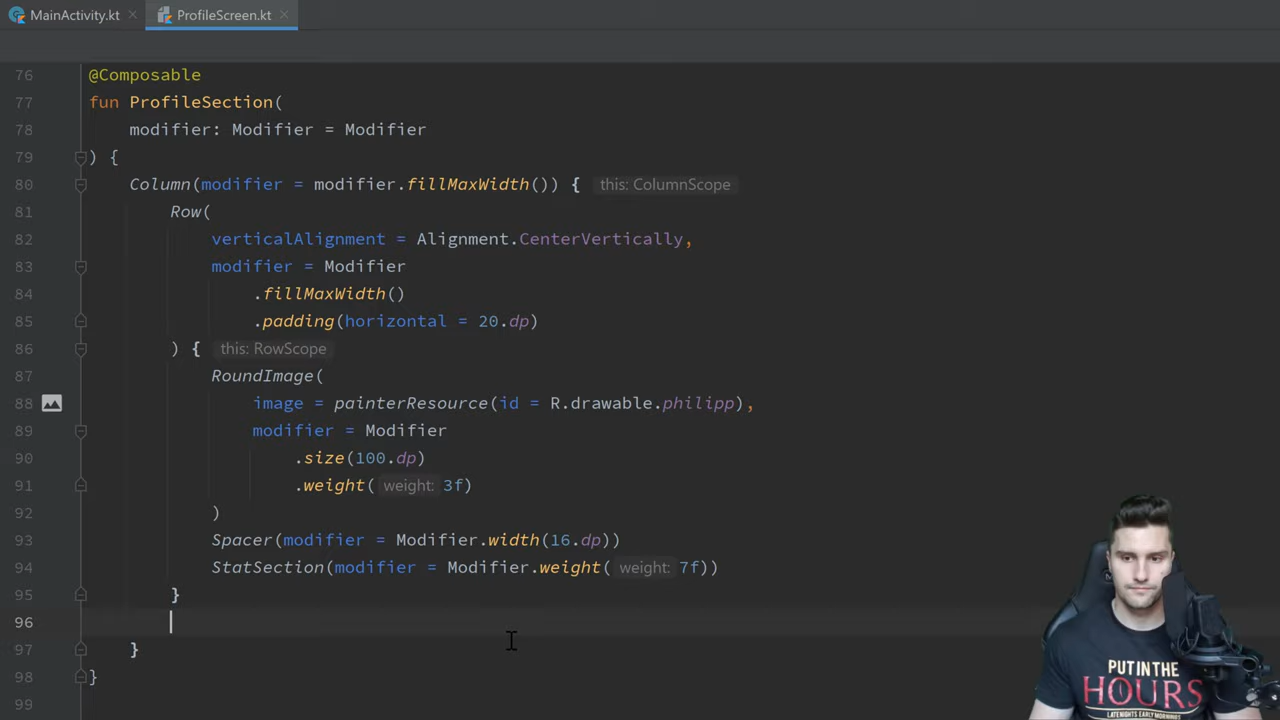 MainActivity.kt
ProfileScreen.kt
76 @Composable
77 fun ProfileSection(
78 modifier: Modifier = Modifier
79 ) {
80 Column(modifier = modifier.fillMaxWidth()) { this: ColumnScope
81 Row(
82 verticalAlignment = Alignment.CenterVertically,
83 modifier = Modifier
84 .fillMaxWidth()
85 .padding(horizontal = 20.dp)
86 ) { this: RowScope
87 RoundImage(
88 image = painterResource(id = R.drawable.philipp),
89 modifier = Modifier
90 .size(100.dp)
91 .weight( weight: 3f)
92 )
93 Spacer(modifier = Modifier.width(16.dp))
94 StatSection(modifier = Modifier.weight( weight: 7f))
95 }
96
97 }
98 }
99
PUT IN THE
HOURS
LATE NIGHTS EARLY MORNINGS